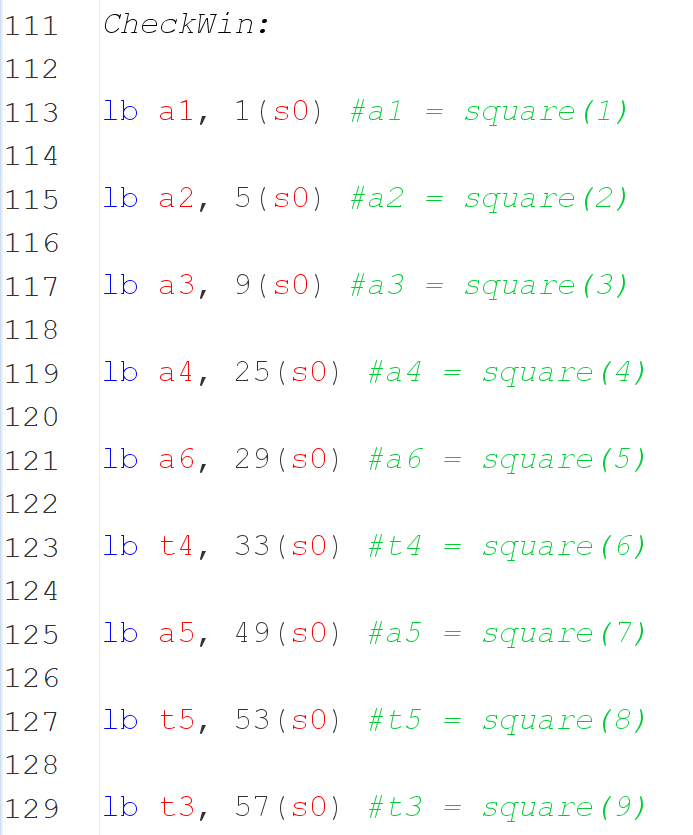 111 CheckWin:
112
113 lb a1, 1(s0) #a1 = square(1)
114
115 lb a2, 5(s0) #a2 = square(2)
116
117 lb a3, 9(s0) #a3 = square(3)
118
119 lb a4, 25(s0) #a4 = square(4)
120
121 lb a6, 29(s0) #a6 = square(5)
122
123 lb t4, 33(s0) #t4 = square(6)
124
125 lb a5, 49(s0) #a5 = square(7)
126
127 lb t5, 53(s0) #t5 = square(8)
128
129 lb t3, 57(s0) #t3 = square(9)